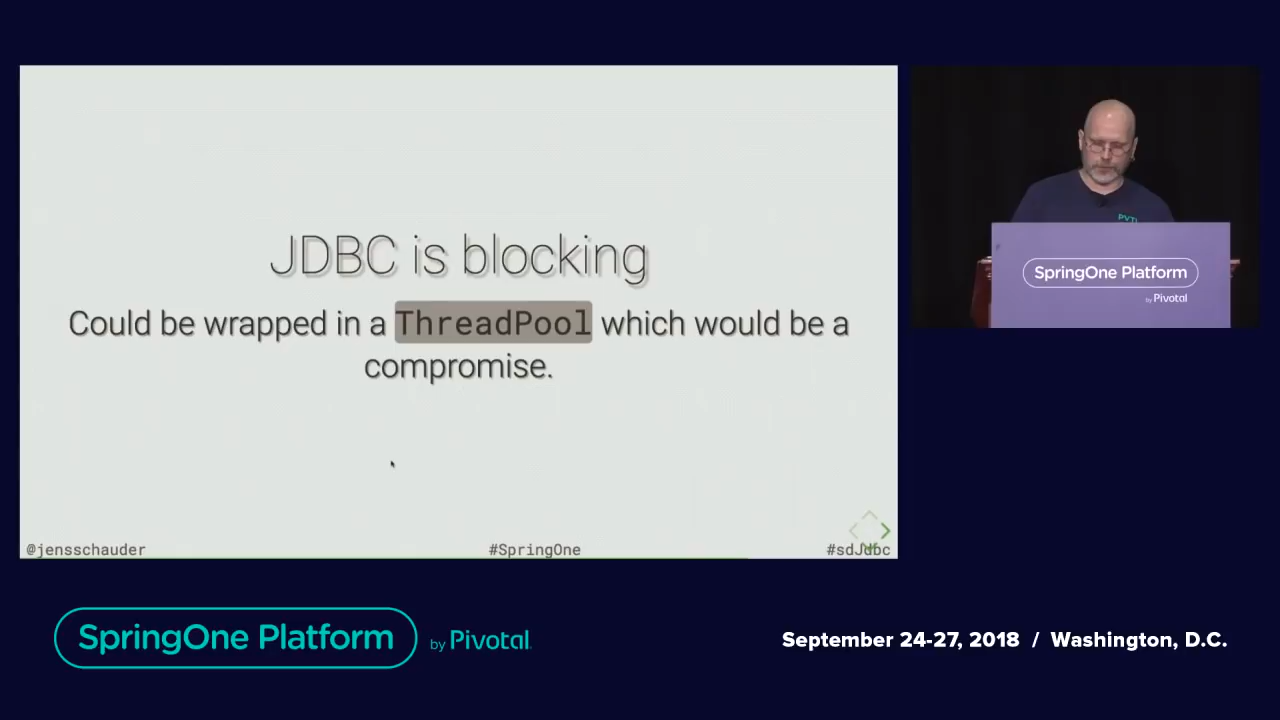 JDBC is blocking
Could be wrapped in a ThreadPool which would be a
compromise.
@jensschauder
#SpringOne
#sdJdbc
PVTL
SpringOne Platform
by Pivotal
SpringOne Platform
by Pivotal
September 24-27, 2018 / Washington, D.C.